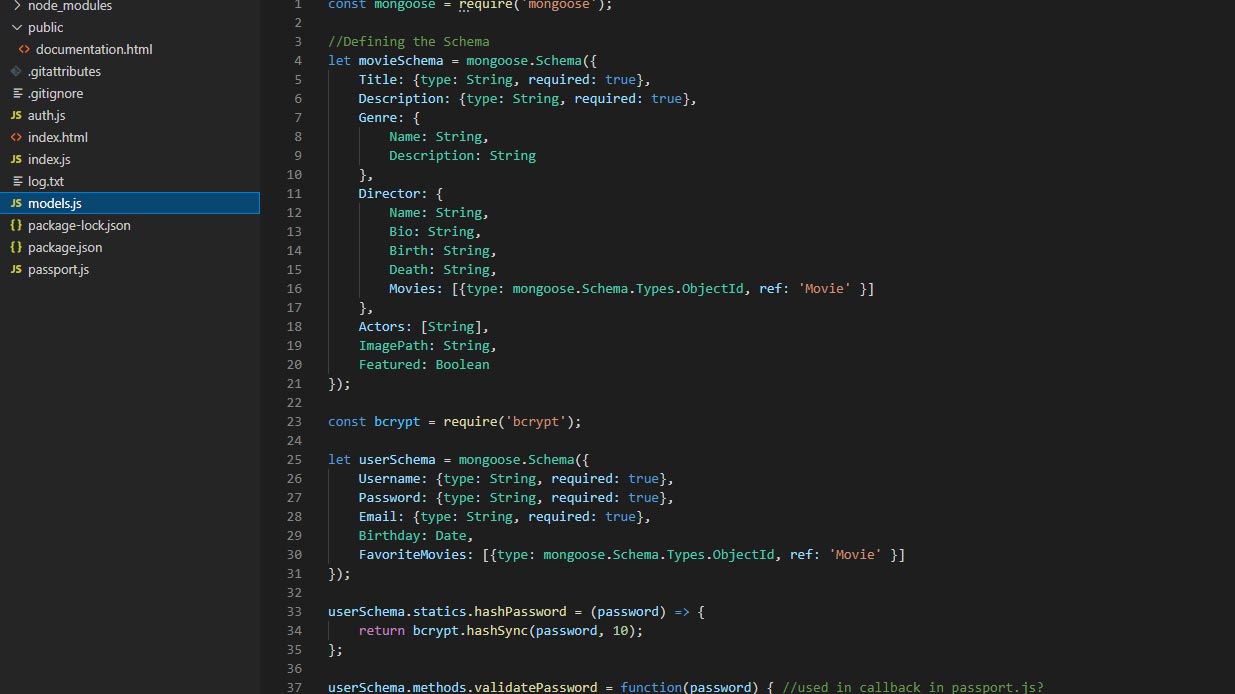 node_modules
public
documentation.html
.gitattributes
.gitignore
auth.js
index.html
index.js
log.txt
models.js
package-lock.json
package.json
passport.js
1 const mongoose = require('mongoose');
2
3 //Defining the Schema
4 let movieSchema = mongoose.Schema({
5 Title: {type: String, required: true},
6 Description: {type: String, required: true},
7 Genre: {
8 Name: String,
9 Description: String
10 },
11 Director: {
12 Name: String,
13 Bio: String,
14 Birth: String,
15 Death: String,
16 Movies: [{type: mongoose.Schema.Types.ObjectId, ref: 'Movie' }]
17 },
18 Actors: [String],
19 ImagePath: String,
20 Featured: Boolean
21 });
22
23 const bcrypt = require('bcrypt');
24
25 let userSchema = mongoose.Schema({
26 Username: {type: String, required: true},
27 Password: {type: String, required: true},
28 Email: {type: String, required: true},
29 Birthday: Date,
30 FavoriteMovies: [{type: mongoose.Schema.Types.ObjectId, ref: 'Movie' }]
31 });
32
33 userSchema.statics.hashPassword = (password) => {
34 return bcrypt.hashSync(password, 10);
35 };
36
37 userSchema.methods.validatePassword = function(password) { //used in callback in passport.js?